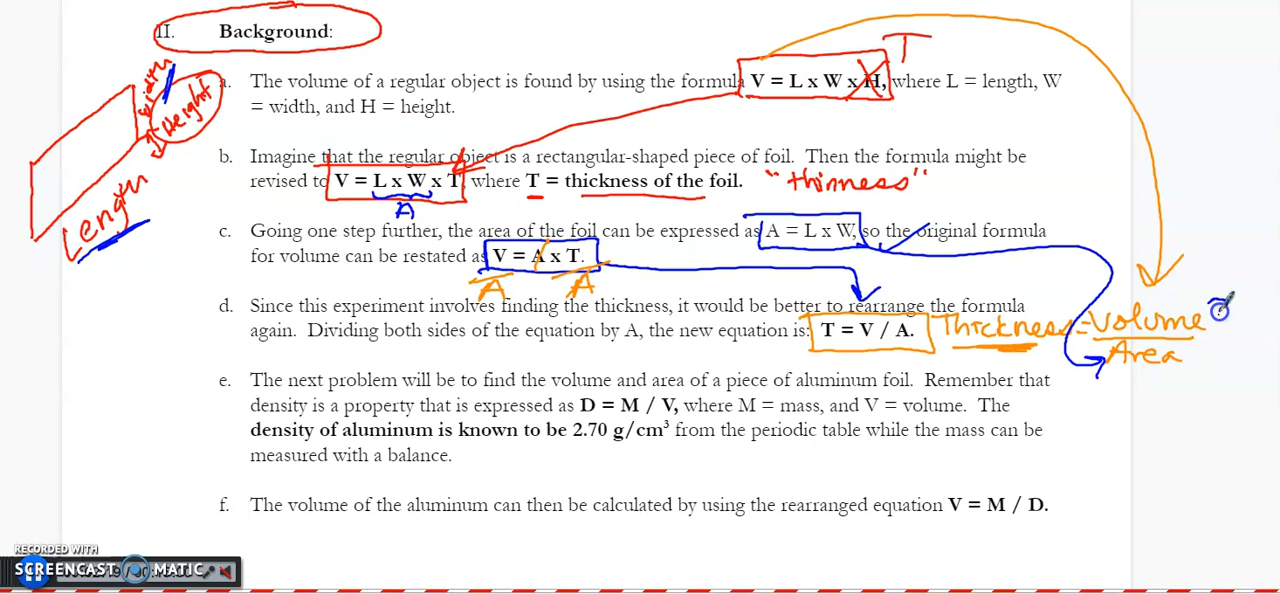 II. Background:
T
a. The volume of a regular object is found by using the formula V = L x W x H, where L = length, W
= width, and H = height.
width
Height
Length
b. Imagine that the regular object is a rectangular-shaped piece of foil. Then the formula might be
revised to V = L x W x T, where T = thickness of the foil. "thinness"
A
c. Going one step further, the area of the foil can be expressed as A = L x W, so the original formula
for volume can be restated as V = A x T.
A A
d. Since this experiment involves finding the thickness, it would be better to rearrange the formula
again. Dividing both sides of the equation by A, the new equation is: T = V / A. Thickness = Volume
Area
e. The next problem will be to find the volume and area of a piece of aluminum foil. Remember that
density is a property that is expressed as D = M / V, where M = mass, and V = volume. The
density of aluminum is known to be 2.70 g/cm³ from the periodic table while the mass can be
measured with a balance.
f. The volume of the aluminum can then be calculated by using the rearranged equation V = M / D.
RECORDED WITH
SCREENCAST MATIC